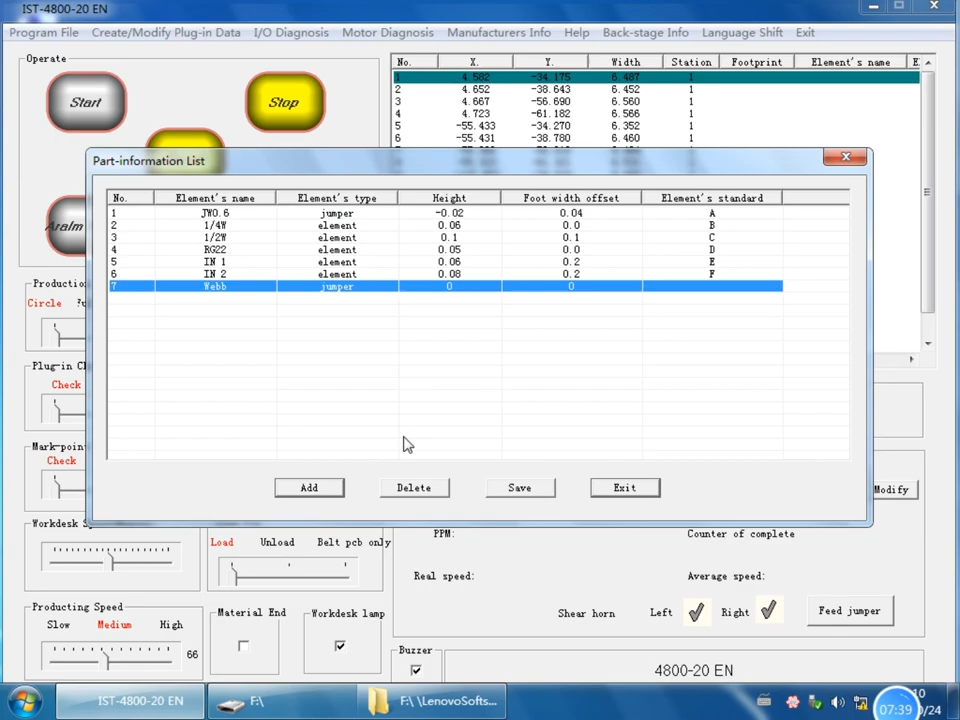 IST-4800-20 EN
Program File Create/Modify Plug-in Data I/O Diagnosis Motor Diagnosis Manufacturers Info Help Back-stage Info Language Shift Exit
Operate
Start
Stop
Aralm
No. X. Y. Width Station Footprint Element's name
1 4.582 -34.175 6.487 1
2 4.652 -38.643 6.452 1
3 4.667 -56.690 6.560 1
4 4.723 -61.182 6.566 1
5 -55.433 -34.270 6.352 1
6 -55.431 -38.780 6.460 1
Part-information List
No. Element's name Element's type Height Foot width offset Element's standard
1 JW0.6 jumper -0.02 0.04 A
2 1/4W element 0.06 0.0 B
3 1/2W element 0.1 0.1 C
4 RG22 element 0.05 0.0 D
5 IN 1 element 0.06 0.2 E
6 IN 2 element 0.08 0.2 F
7 Webb jumper 0 0
Add Delete Save Exit
Production
Circle
Plug-in
Check
Mark-poin
Check
Modify
Workdesk
Load Unload Belt pcb only
PPM: Counter of complete
Real speed: Average speed:
Shear horn Left Right Feed jumper
Producting Speed
Slow Medium High
66
Material End
Workdesk lamp
Buzzer
4800-20 EN
IST-4800-20 EN F:\ F:\LenovoSofts...
07:39